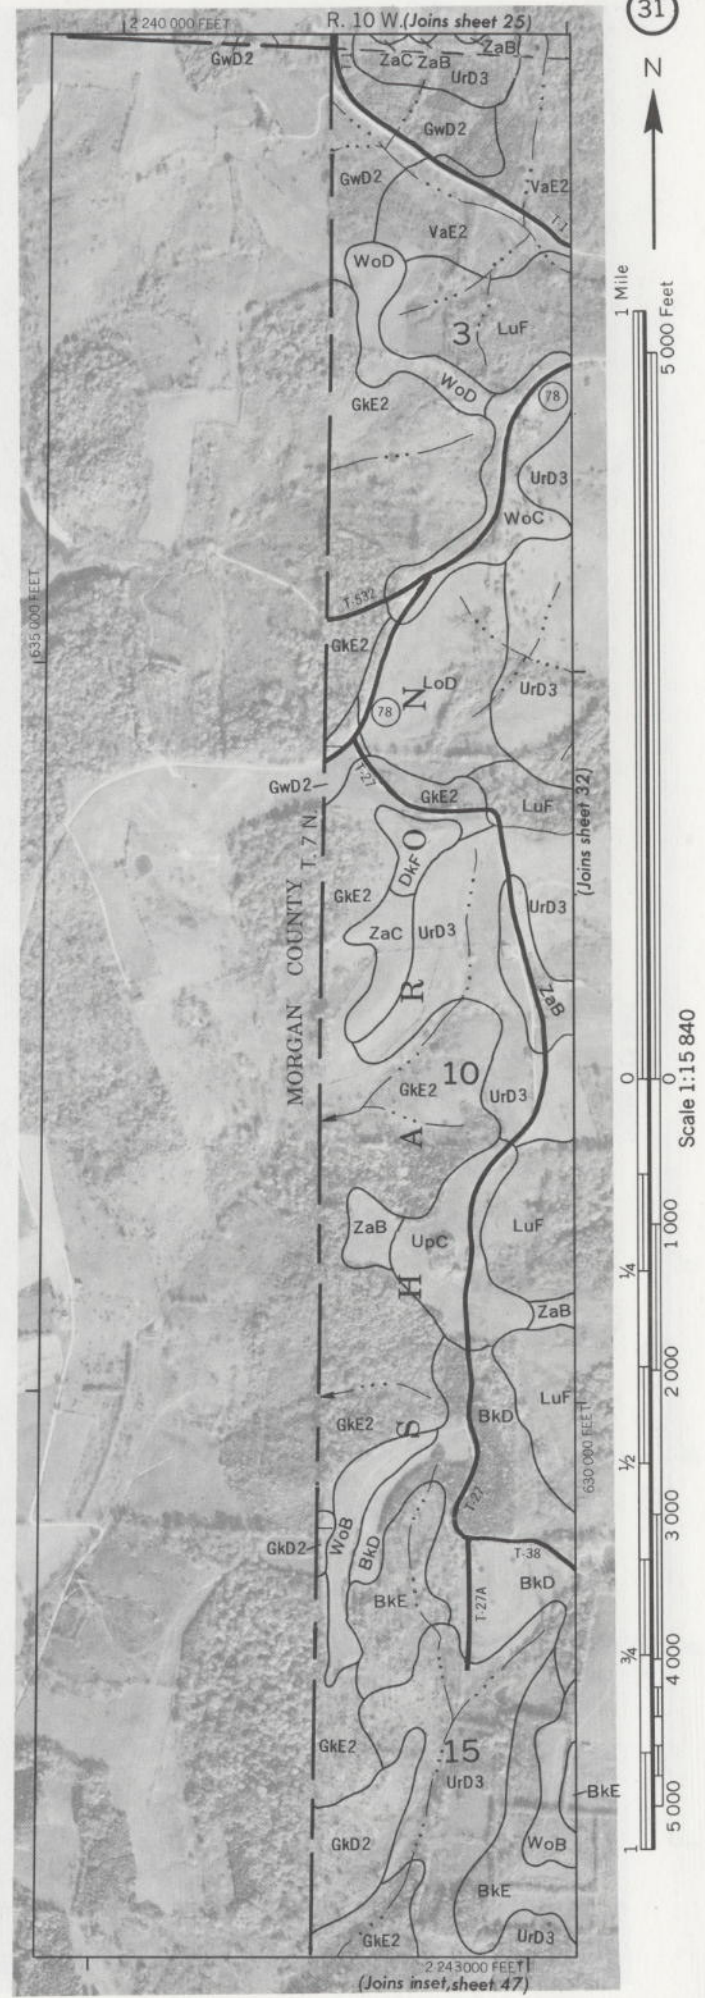 31
2 240 000 FEET
R. 10 W. (Joins sheet 25)
GwD2
ZaC
ZaB
ZaB
UrD3
N
GwD2
GwD2
VaE2
T-1
VaE2
WoD
1 Mile
5 000 Feet
3
LuF
WoD
GkE2
78
UrD3
WoC
T-532
635 000 FEET
GkE2
LoD
N
UrD3
78
T-27
GwD2
GkE2
LuF
(Joins sheet 32)
O
DkF
T. 7 N.
MORGAN COUNTY
GkE2
UrD3
ZaC
UrD3
R
ZaB
10
GkE2
UrD3
0
0
Scale 1:15 840
A
ZaB
UpC
LuF
1 000
1/4
H
ZaB
2 000
LuF
BkD
GkE2
S
630 000 FEET
1/2
3 000
T-27
WoB
GkD2
BkD
T-38
BkD
BkE
T-27A
3/4
4 000
GkE2
15
UrD3
BkE
5 000
GkD2
WoB
1
BkE
GkE2
UrD3
2 243 000 FEET
(Joins inset, sheet 47)